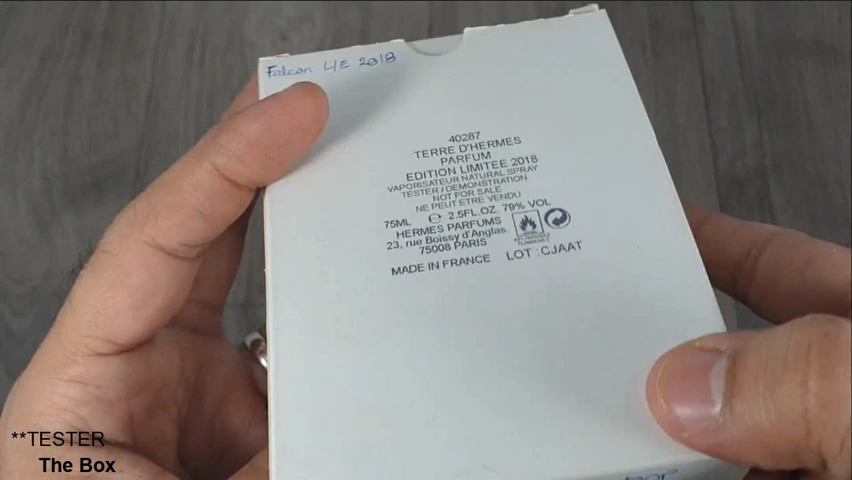 Falcon L/E 2018
40287
TERRE D'HERMES
PARFUM
EDITION LIMITEE 2018
VAPORISATEUR NATURAL SPRAY
TESTER / DEMONSTRATION
NOT FOR SALE
NE PEUT ETRE VENDU
75ML e 2.5FL.OZ. 79% VOL
HERMES PARFUMS
23, rue Boissy d'Anglas
75008 PARIS
MADE IN FRANCE LOT : CJAAT
**TESTER
The Box